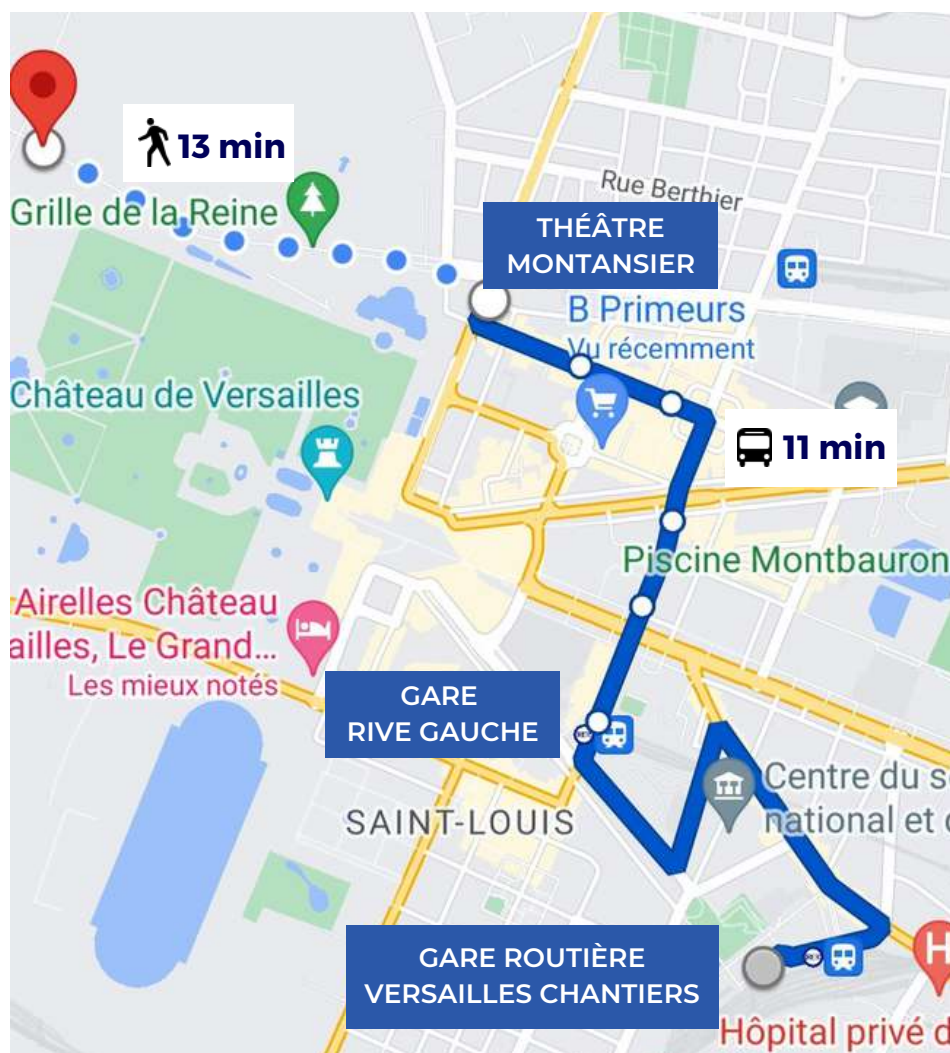 13 min
Grille de la Reine
Rue Berthier
THÉÂTRE
MONTANSIER
B Primeurs
Vu récemment
Château de Versailles
11 min
Piscine Montbauron
Airelles Château
ailles, Le Grand...
Les mieux notés
GARE
RIVE GAUCHE
Centre du s
national et
SAINT-LOUIS
GARE ROUTIÈRE
VERSAILLES CHANTIERS
H
Hôpital privé d